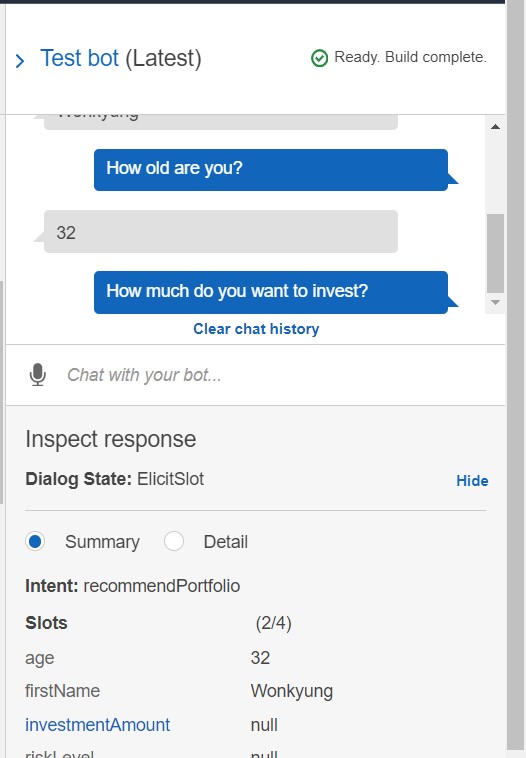 Test bot (Latest)
Ready. Build complete.
Wonkyung
How old are you?
32
How much do you want to invest?
Clear chat history
Chat with your bot...
Inspect response
Dialog State: ElicitSlot
Hide
Summary
Detail
Intent: recommendPortfolio
Slots (2/4)
age 32
firstName Wonkyung
investmentAmount null
riskLevel null